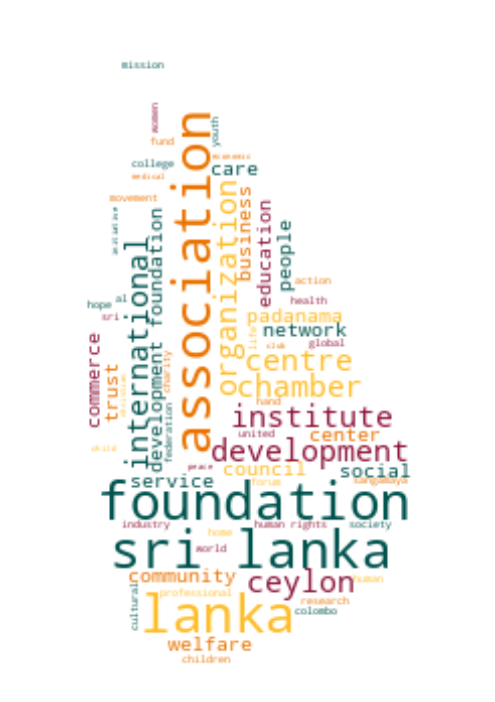 mission
women
youth
fund
economic
college
care
medical
movement
association
organization
business
education
people
initiative
international
development foundation
action
hope
al
health
sri
padanama
network
life
club
global
commerce
trust
charity
centre
christian
chamber
federation
hand
institute
united
center
child
development
peace
council
social
service
forum
sangamaya
foundation
industry
human rights
society
home
sri lanka
world
community
ceylon
human
cultural
professional
research
lanka
colombo
welfare
children